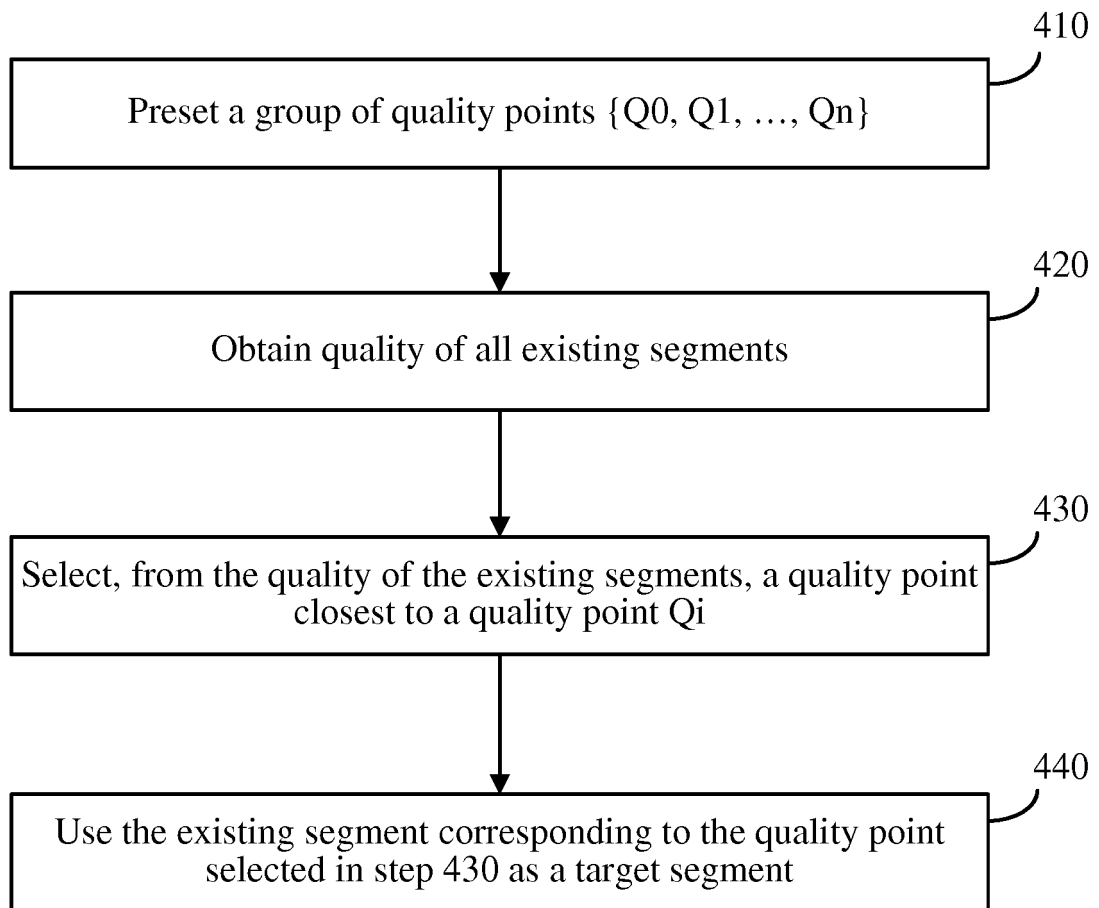 410
Preset a group of quality points {Q0, Q1, …, Qn}
420
Obtain quality of all existing segments
430
Select, from the quality of the existing segments, a quality point
closest to a quality point Qi
440
Use the existing segment corresponding to the quality point
selected in step 430 as a target segment